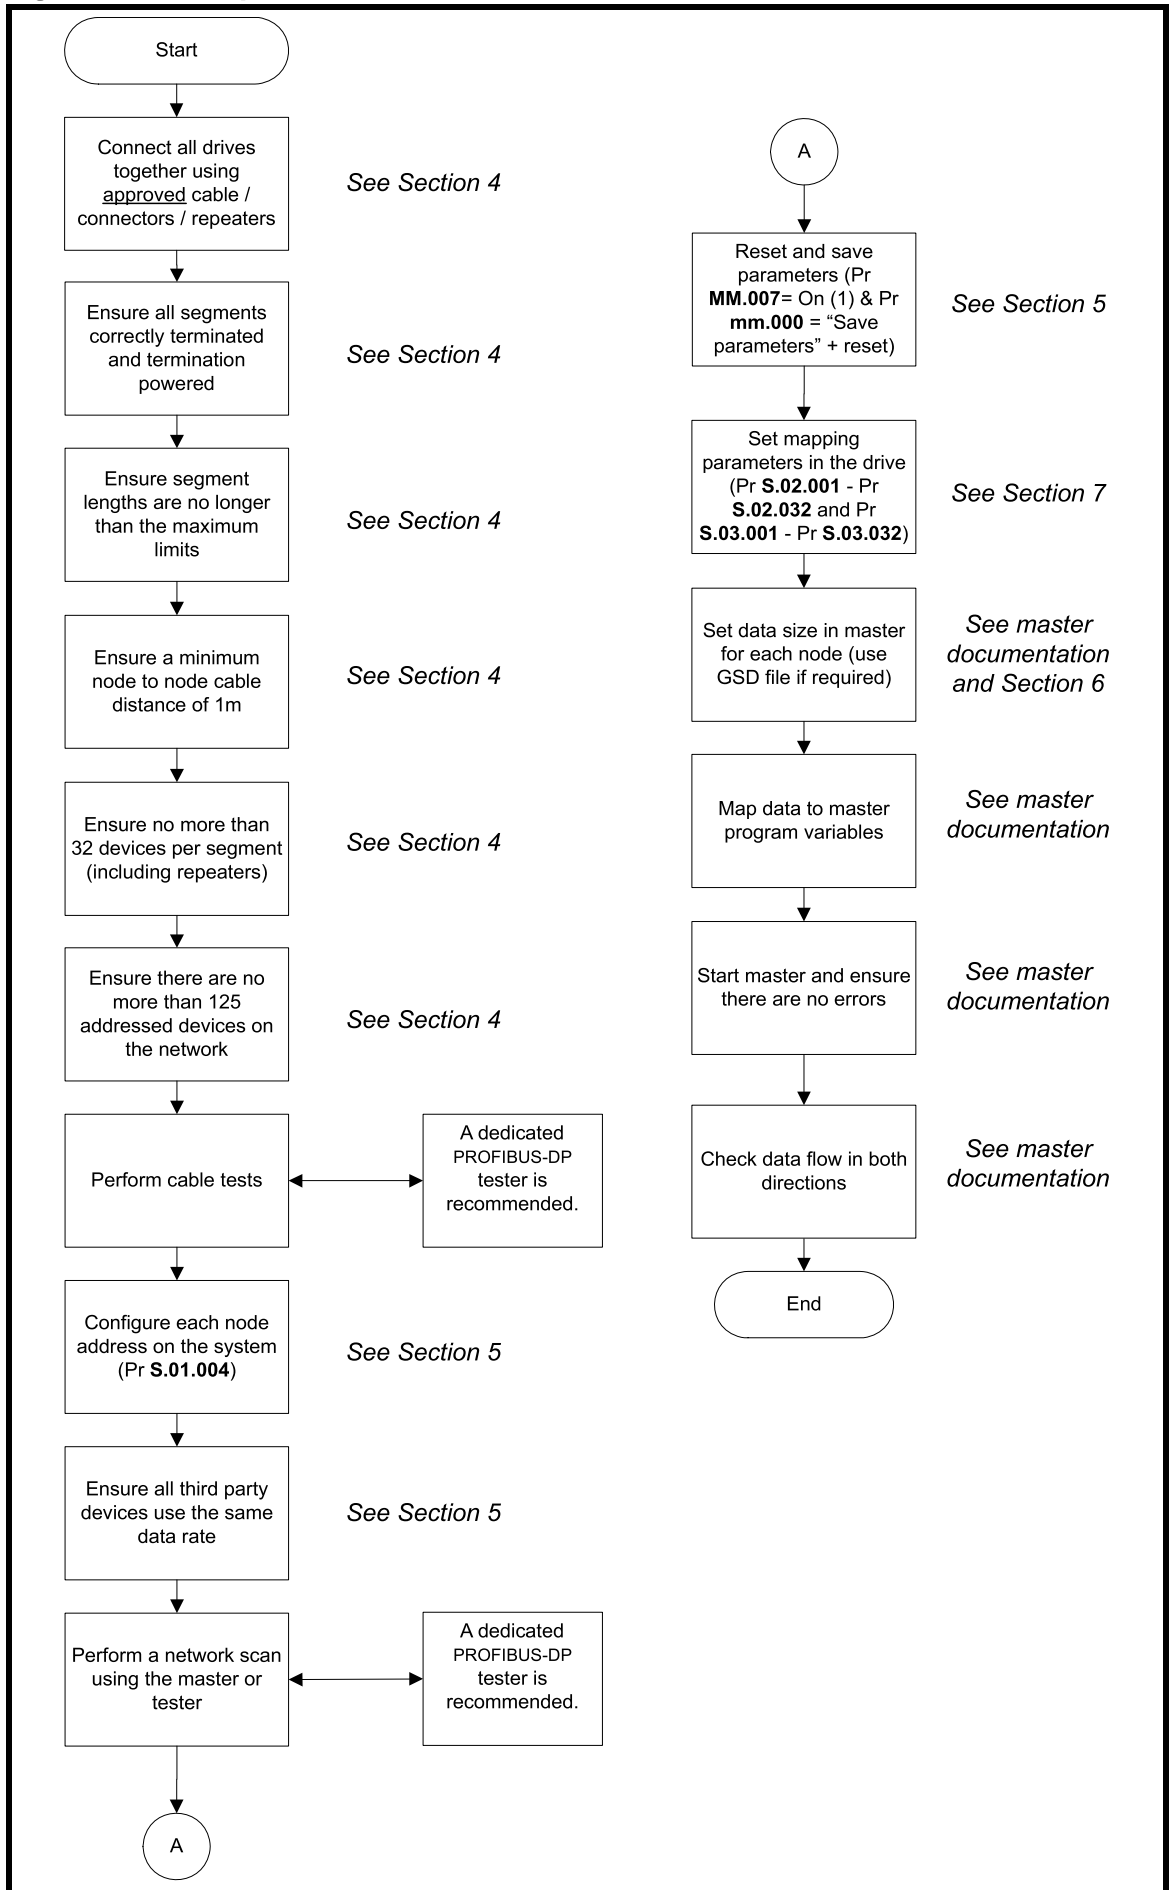 Start
Connect all drives
together using
approved cable /
connectors / repeaters
See Section 4
Ensure all segments
correctly terminated
and termination
powered
See Section 4
Ensure segment
lengths are no longer
than the maximum
limits
See Section 4
Ensure a minimum
node to node cable
distance of 1m
See Section 4
Ensure no more than
32 devices per segment
(including repeaters)
See Section 4
Ensure there are no
more than 125
addressed devices on
the network
See Section 4
Perform cable tests
A dedicated
PROFIBUS-DP
tester is
recommended.
Configure each node
address on the system
(Pr S.01.004)
See Section 5
Ensure all third party
devices use the same
data rate
See Section 5
Perform a network scan
using the master or
tester
A dedicated
PROFIBUS-DP
tester is
recommended.
A
A
Reset and save
parameters (Pr
MM.007= On (1) & Pr
mm.000 = “Save
parameters” + reset)
See Section 5
Set mapping
parameters in the drive
(Pr S.02.001 - Pr
S.02.032 and Pr
S.03.001 - Pr S.03.032)
See Section 7
Set data size in master
for each node (use
GSD file if required)
See master
documentation
and Section 6
Map data to master
program variables
See master
documentation
Start master and ensure
there are no errors
See master
documentation
Check data flow in both
directions
See master
documentation
End